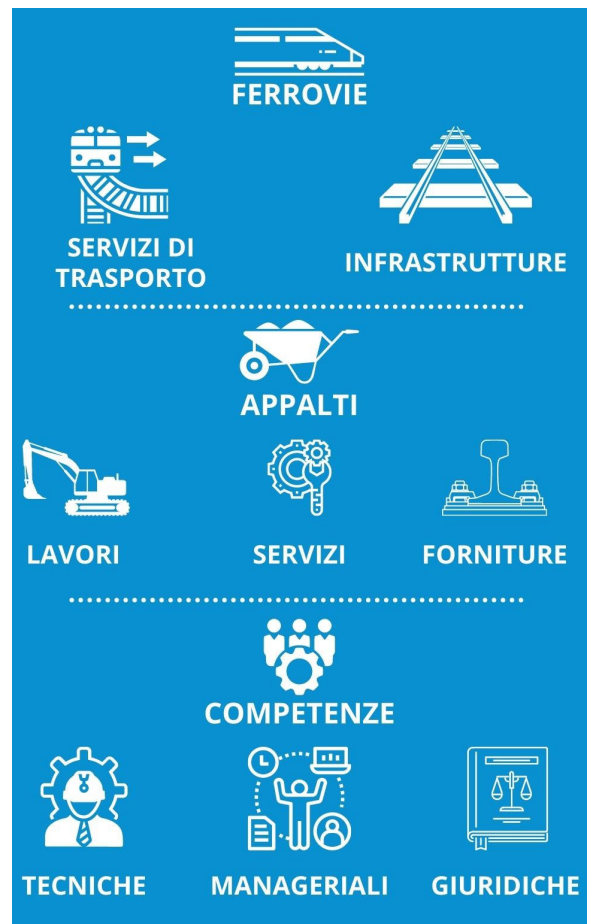 FERROVIE
SERVIZI DI
TRASPORTO
INFRASTRUTTURE
APPALTI
LAVORI
SERVIZI
FORNITURE
COMPETENZE
TECNICHE
MANAGERIALI
GIURIDICHE